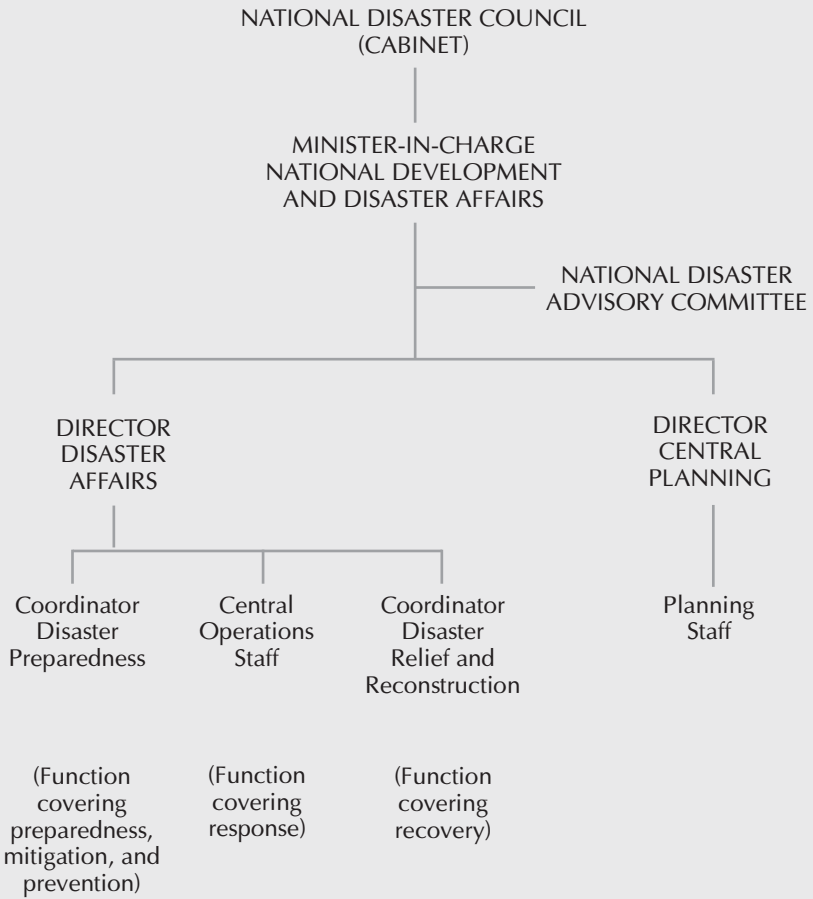 NATIONAL DISASTER COUNCIL
(CABINET)
MINISTER-IN-CHARGE
NATIONAL DEVELOPMENT
AND DISASTER AFFAIRS
NATIONAL DISASTER
ADVISORY COMMITTEE
DIRECTOR
DISASTER
AFFAIRS
DIRECTOR
CENTRAL
PLANNING
Coordinator
Disaster
Preparedness
Central
Operations
Staff
Coordinator
Disaster
Relief and
Reconstruction
Planning
Staff
(Function
covering
preparedness,
mitigation, and
prevention)
(Function
covering
response)
(Function
covering
recovery)